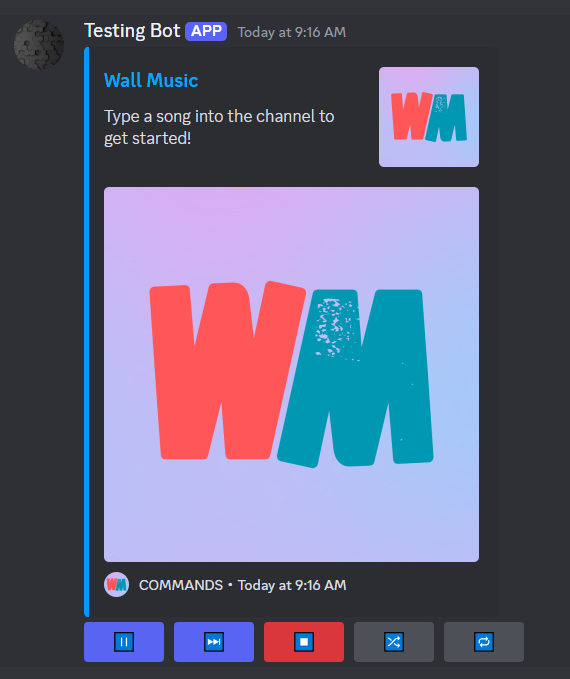 Testing Bot APP Today at 9:16 AM
Wall Music
WM
Type a song into the channel to
get started!
WM
WM COMMANDS • Today at 9:16 AM